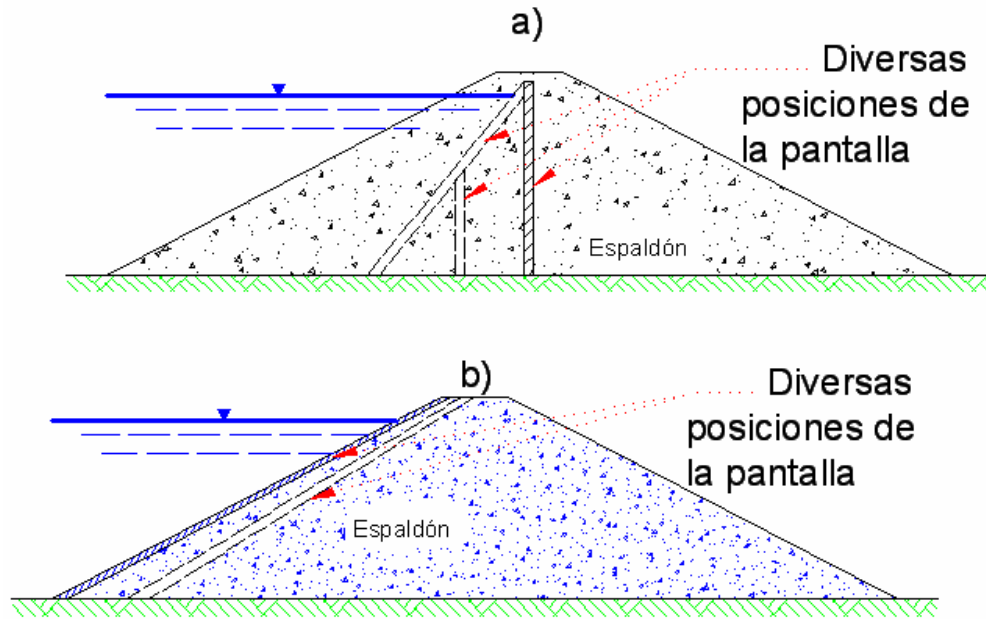 a)
Diversas
posiciones de
la pantalla
Espaldón
b)
Diversas
posiciones de
la pantalla
Espaldón